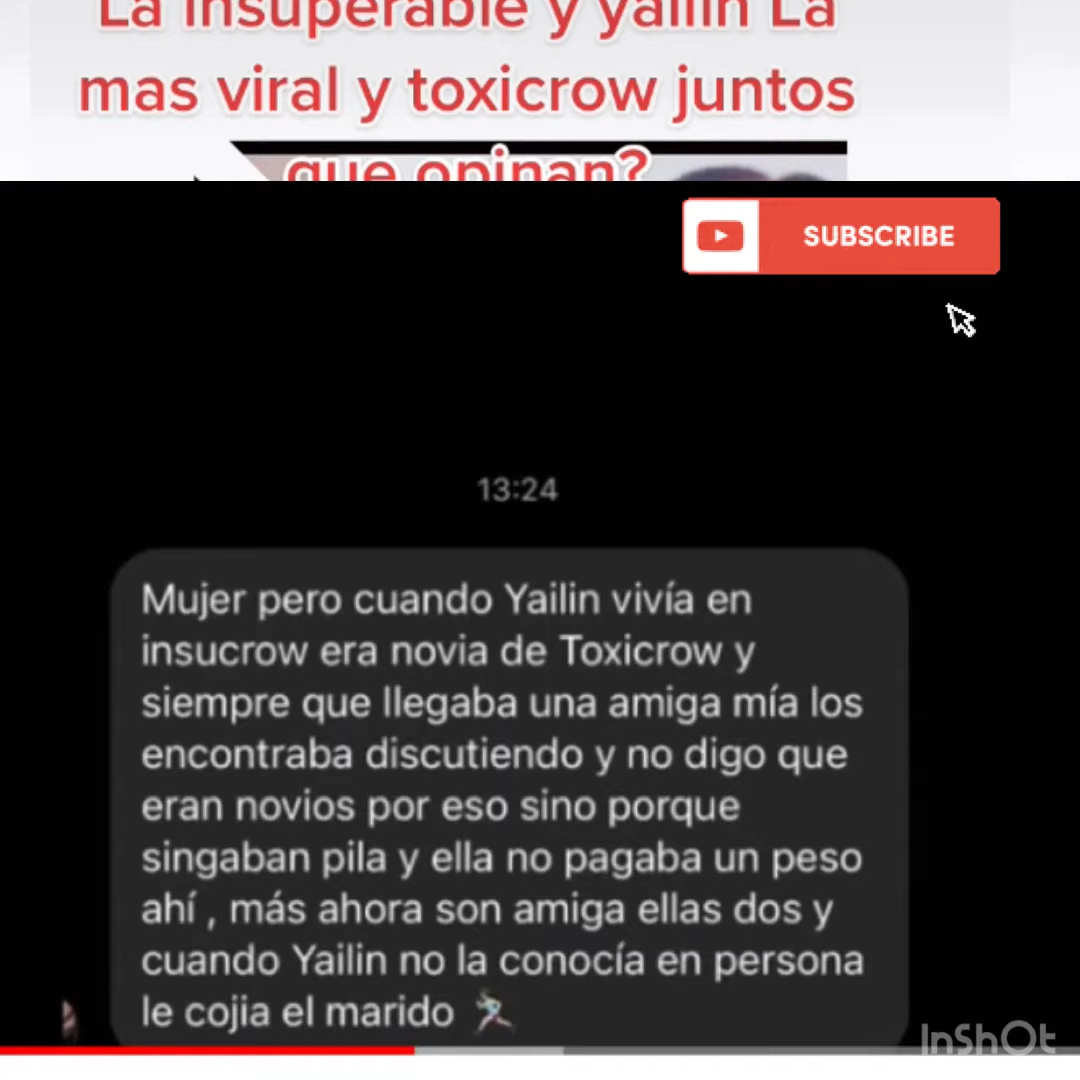 La insuperable y yailin La
mas viral y toxicrow juntos
que opinan?
SUBSCRIBE
13:24
Mujer pero cuando Yailin vivía en
insucrow era novia de Toxicrow y
siempre que llegaba una amiga mía los
encontraba discutiendo y no digo que
eran novios por eso sino porque
singaban pila y ella no pagaba un peso
ahí , más ahora son amiga ellas dos y
cuando Yailin no la conocía en persona
le cojia el marido 🏃🏻‍♀️
InShOt